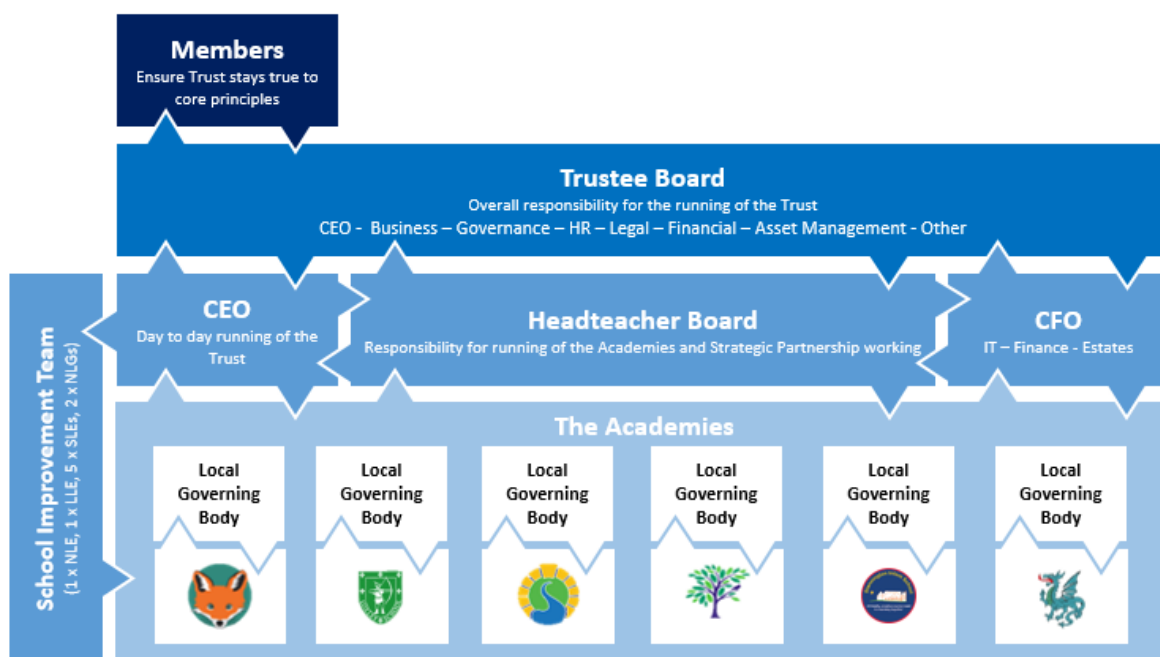 Members
Ensure Trust stays true to
core principles
Trustee Board
Overall responsibility for the running of the Trust
CEO - Business – Governance – HR – Legal – Financial – Asset Management - Other
School Improvement Team
(1 x NLE, 1 x LLE, 5 x SLEs, 2 x NLGs)
CEO
Day to day running of the
Trust
Headteacher Board
Responsibility for running of the Academies and Strategic Partnership working
CFO
IT – Finance - Estates
The Academies
Local
Governing
Body
Local
Governing
Body
Local
Governing
Body
Local
Governing
Body
Local
Governing
Body
Local
Governing
Body